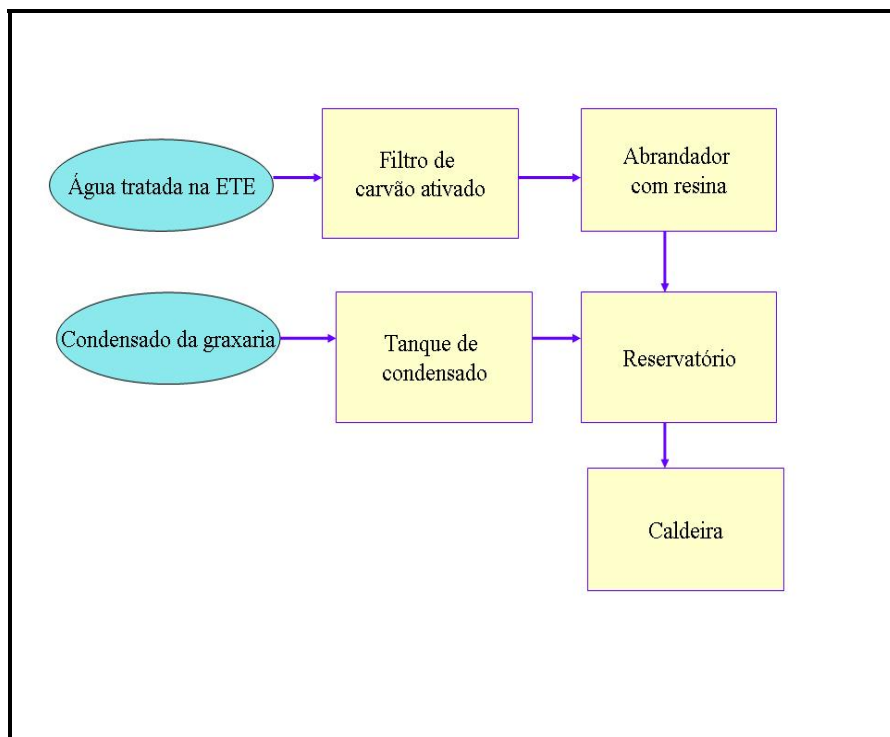 Água tratada na ETE
Filtro de
carvão ativado
Abrandador
com resina
Condensado da graxaria
Tanque de
condensado
Reservatório
Caldeira